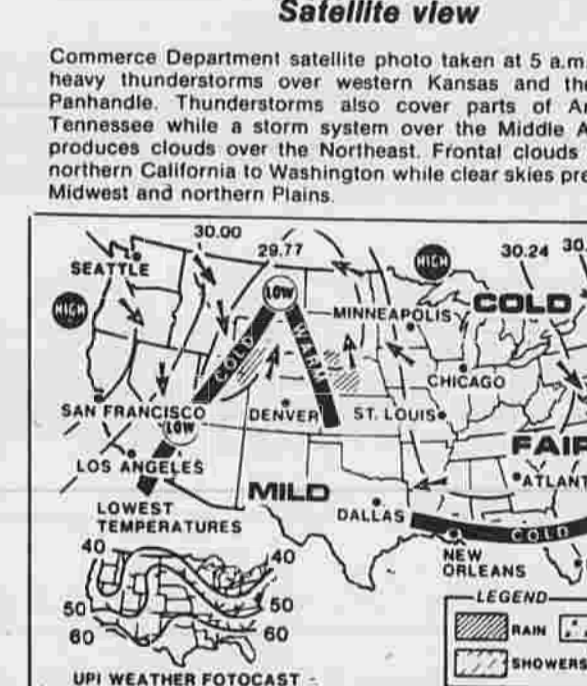 Satellite view
Commerce Department satellite photo taken at 5 a.m.
heavy thunderstorms over western Kansas and the
Panhandle. Thunderstorms also cover parts of
Tennessee while a storm system over the Middle
produces clouds over the Northeast. Frontal clouds
northern California to Washington while clear skies
Midwest and northern Plains.
30.00
29.77
30.24
SEATTLE
HIGH
LOW
HIGH
COLD
MINNEAPOLIS
COLD
WARM
CHICAGO
SAN FRANCISCO
LOW
DENVER
ST. LOUIS
FAIR
LOS ANGELES
MILD
DALLAS
COLD
LOWEST
TEMPERATURES
NEW
ORLEANS
40
40
50
50
60
60
LEGEND
RAIN
SHOWERS
UPI WEATHER FOTOCAST